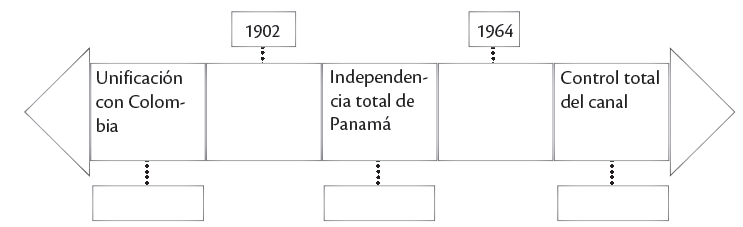 1902
1964
Unificación
con Colom-
bia
Independen-
cia total de
Panamá
Control total
del canal